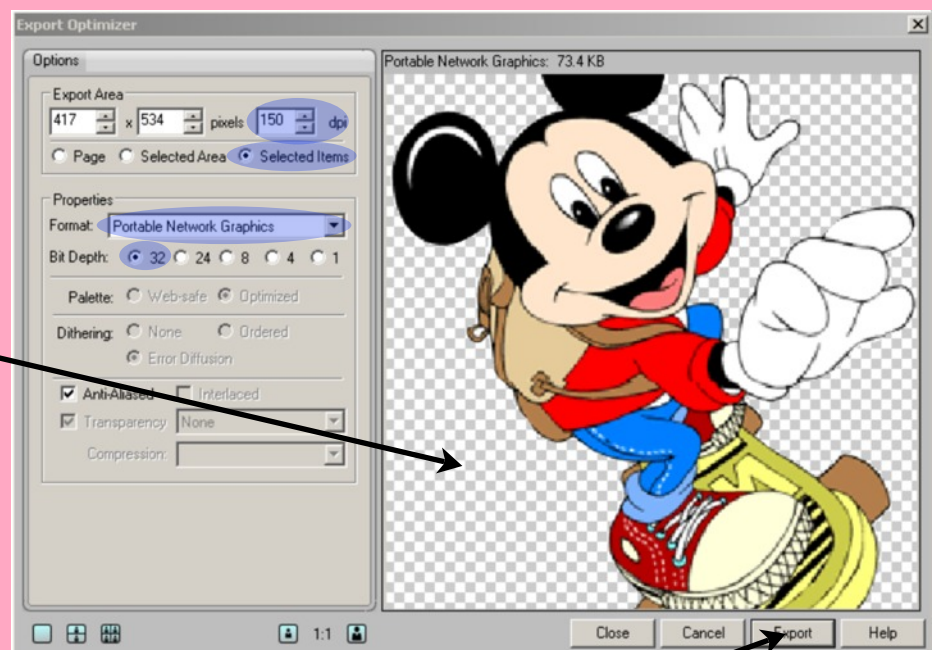 Export Optimizer
Options
Export Area
417 x 534 pixels 150 dpi
Page Selected Area Selected Items
Properties
Format: Portable Network Graphics
Bit Depth: 32 24 8 4 1
Palette: Web-safe Optimized
Dithering: None Ordered
Error Diffusion
Anti-Aliased Interlaced
Transparency None
Compression:
Portable Network Graphics: 73.4 KB
1:1
Close Cancel Export Help